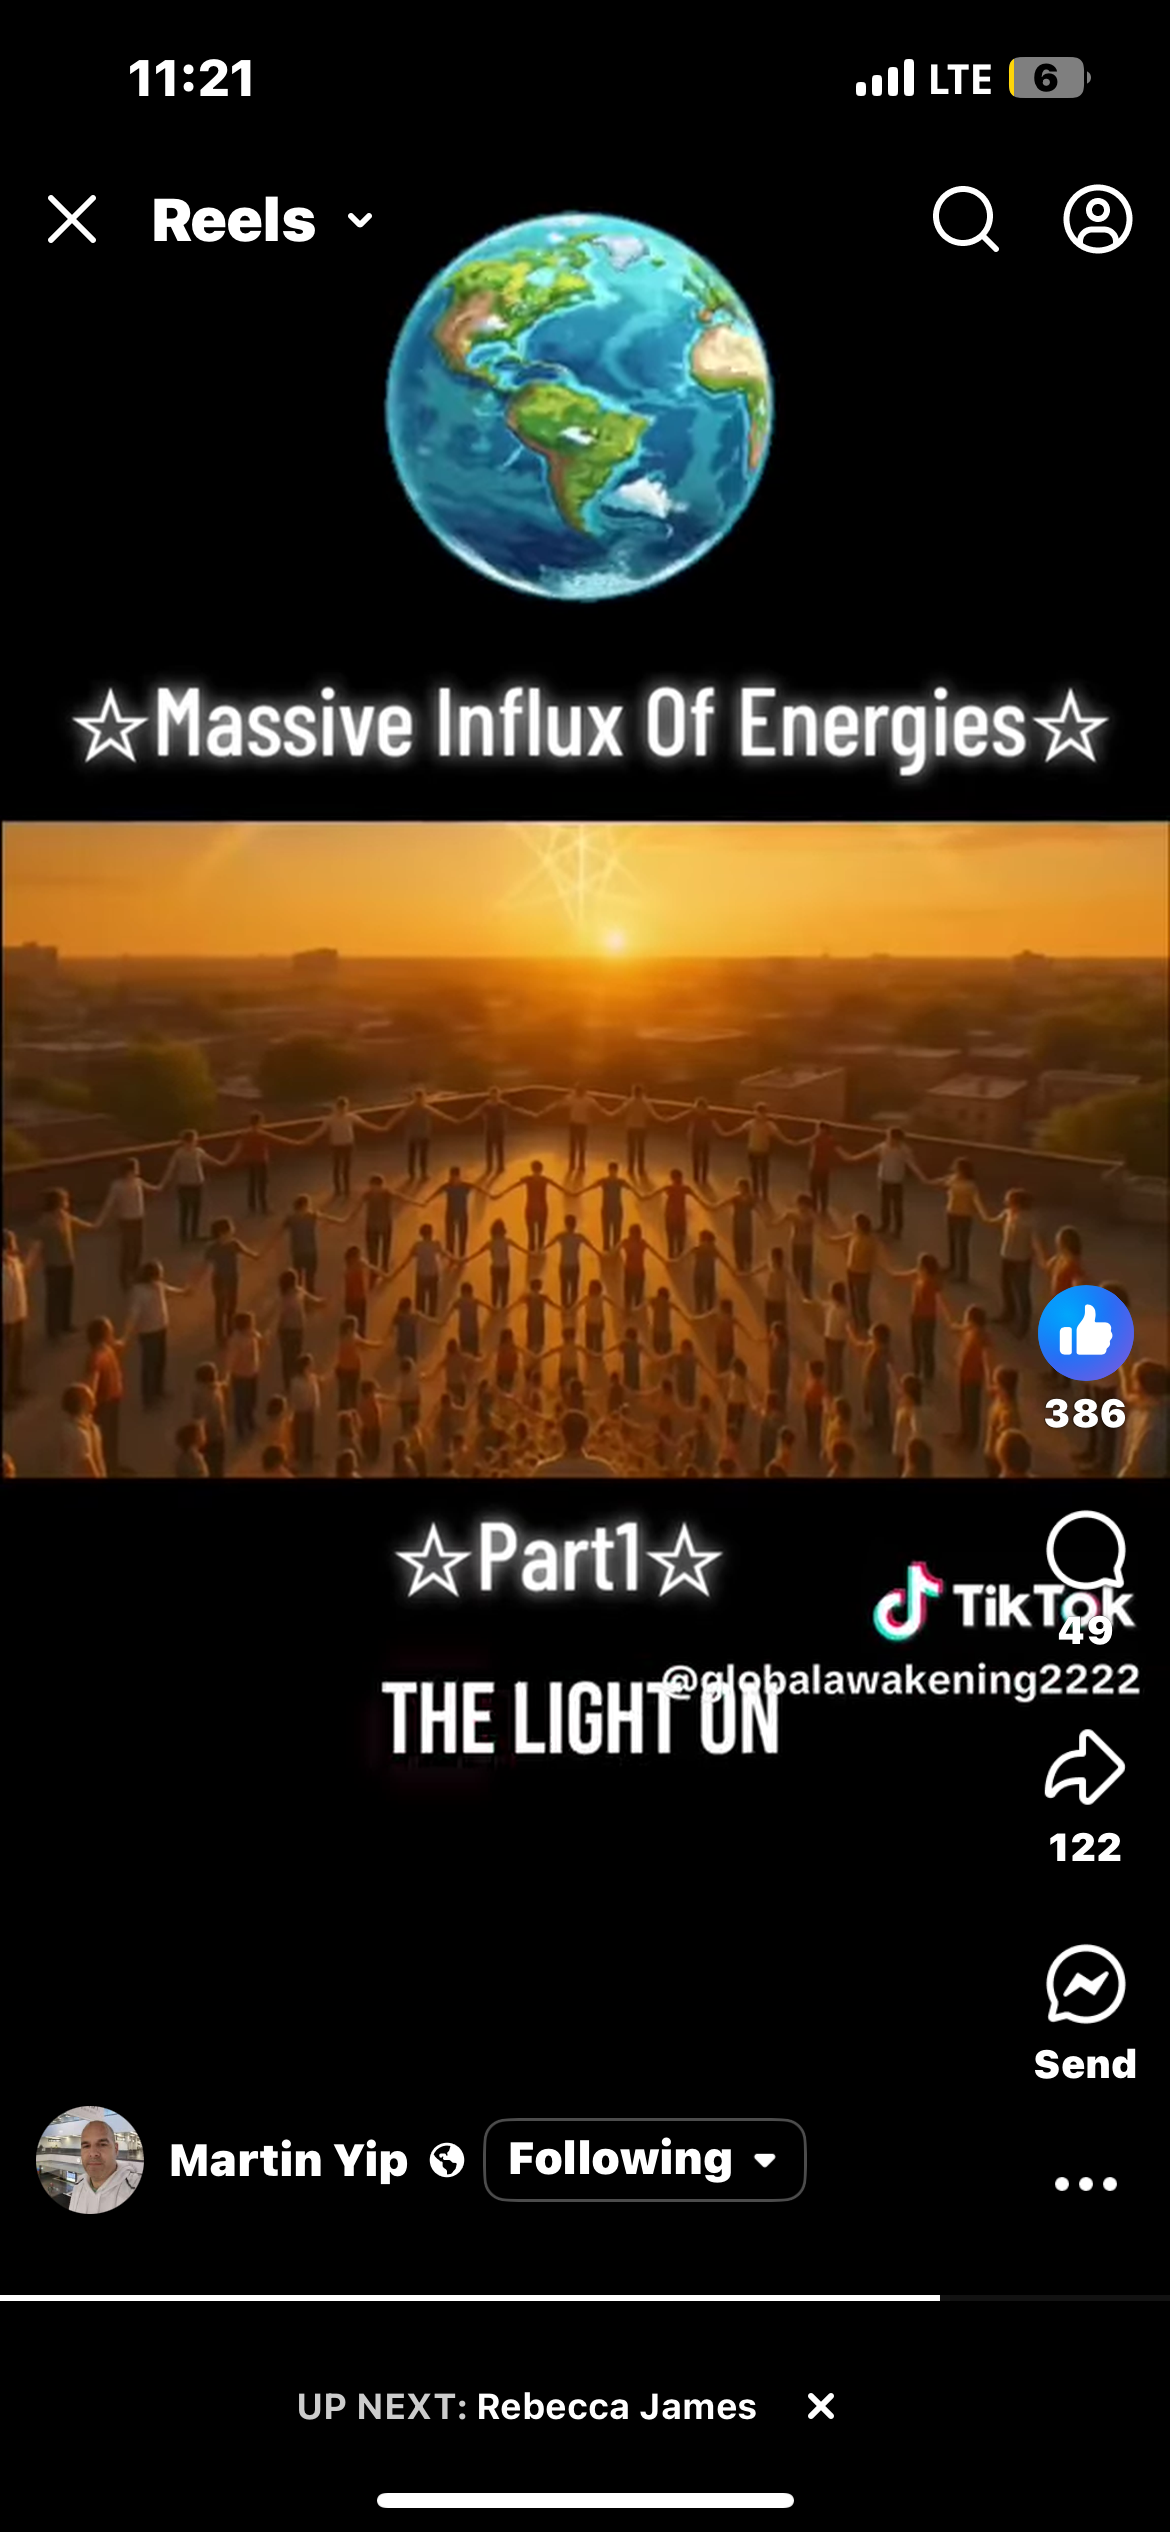 11:21
LTE 6
Reels
☆Massive Influx Of Energies☆
386
☆Part1☆
TikTok
49
@globalawakening2222
THE LIGHT ON
122
Send
Martin Yip
Following
UP NEXT: Rebecca James